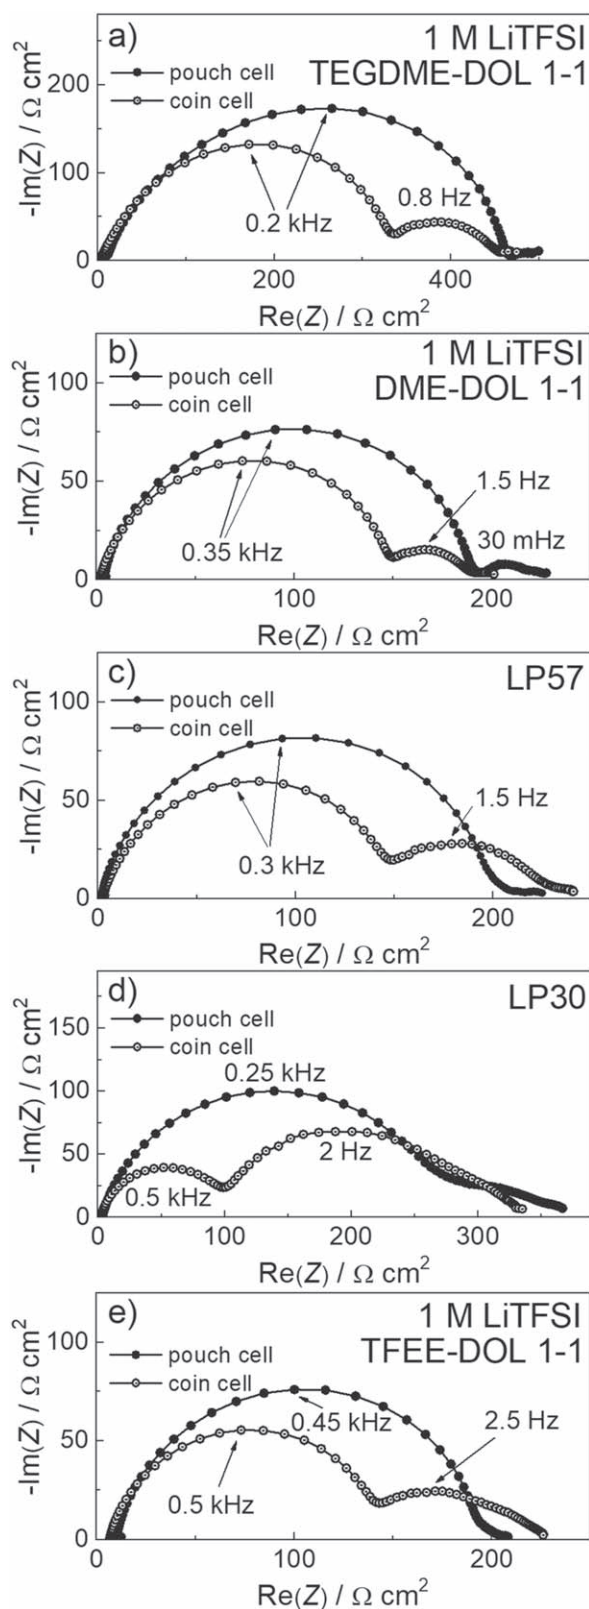 a)
1 M LiTFSI
TEGDME-DOL 1-1
pouch cell
coin cell
0.8 Hz
0.2 kHz
-Im(Z) / Ω cm²
200
100
0
0 200 400
Re(Z) / Ω cm²
b)
1 M LiTFSI
DME-DOL 1-1
pouch cell
coin cell
1.5 Hz
30 mHz
0.35 kHz
-Im(Z) / Ω cm²
100
50
0
0 100 200
Re(Z) / Ω cm²
c)
LP57
pouch cell
coin cell
1.5 Hz
0.3 kHz
-Im(Z) / Ω cm²
100
50
0
0 100 200
Re(Z) / Ω cm²
d)
LP30
pouch cell
coin cell
0.25 kHz
2 Hz
0.5 kHz
-Im(Z) / Ω cm²
150
100
50
0
0 100 200 300
Re(Z) / Ω cm²
e)
1 M LiTFSI
TFEE-DOL 1-1
pouch cell
coin cell
0.45 kHz
2.5 Hz
0.5 kHz
-Im(Z) / Ω cm²
100
50
0
0 100 200
Re(Z) / Ω cm²